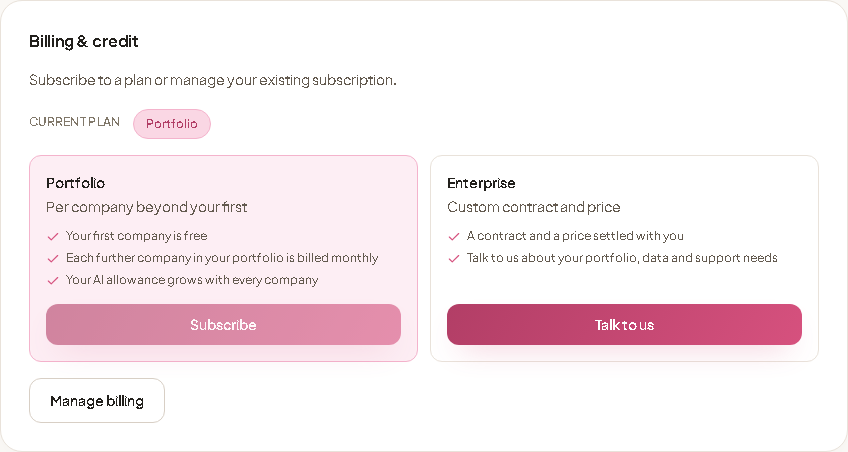 Billing & credit
Subscribe to a plan or manage your existing subscription.
CURRENT PLAN Portfolio
Portfolio
Per company beyond your first
Your first company is free
Each further company in your portfolio is billed monthly
Your AI allowance grows with every company
Subscribe
Enterprise
Custom contract and price
A contract and a price settled with you
Talk to us about your portfolio, data and support needs
Talk to us
Manage billing